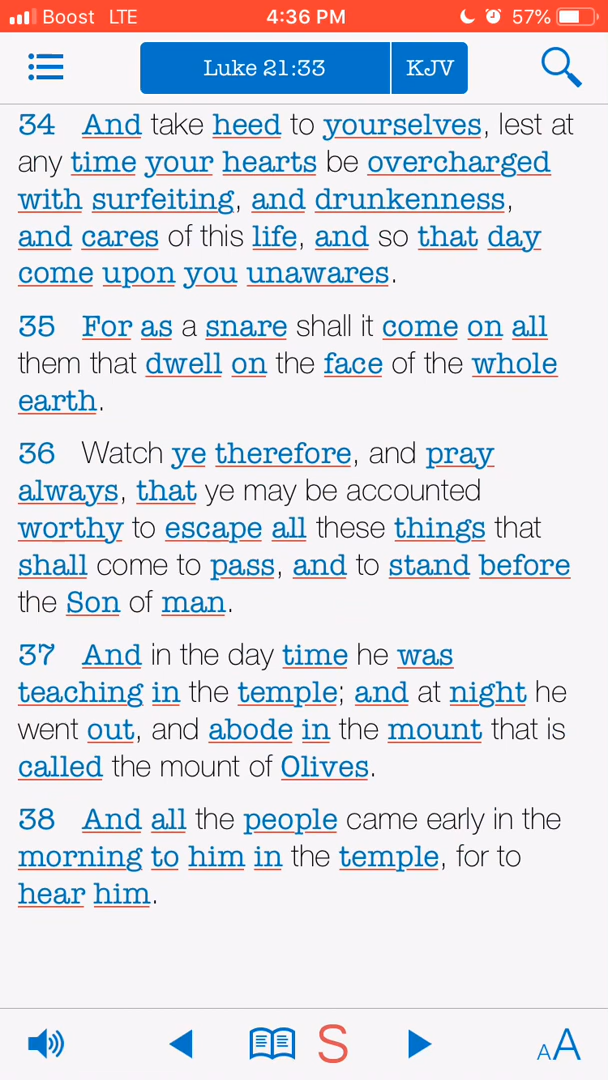 Boost LTE 4:36 PM 57%
Luke 21:33 KJV
34 And take heed to yourselves, lest at
any time your hearts be overcharged
with surfeiting, and drunkenness,
and cares of this life, and so that day
come upon you unawares.
35 For as a snare shall it come on all
them that dwell on the face of the whole
earth.
36 Watch ye therefore, and pray
always, that ye may be accounted
worthy to escape all these things that
shall come to pass, and to stand before
the Son of man.
37 And in the day time he was
teaching in the temple; and at night he
went out, and abode in the mount that is
called the mount of Olives.
38 And all the people came early in the
morning to him in the temple, for to
hear him.
S AA